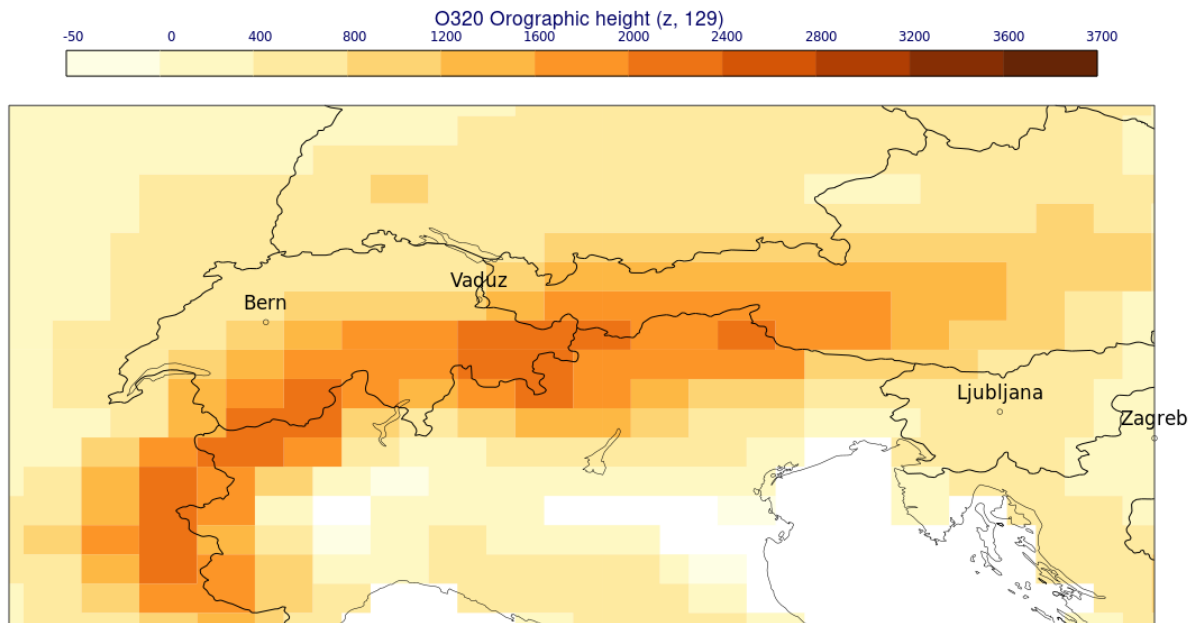 O320 Orographic height (z, 129)
-50 0 400 800 1200 1600 2000 2400 2800 3200 3600 3700
Vaduz
Bern
Ljubljana
Zagreb